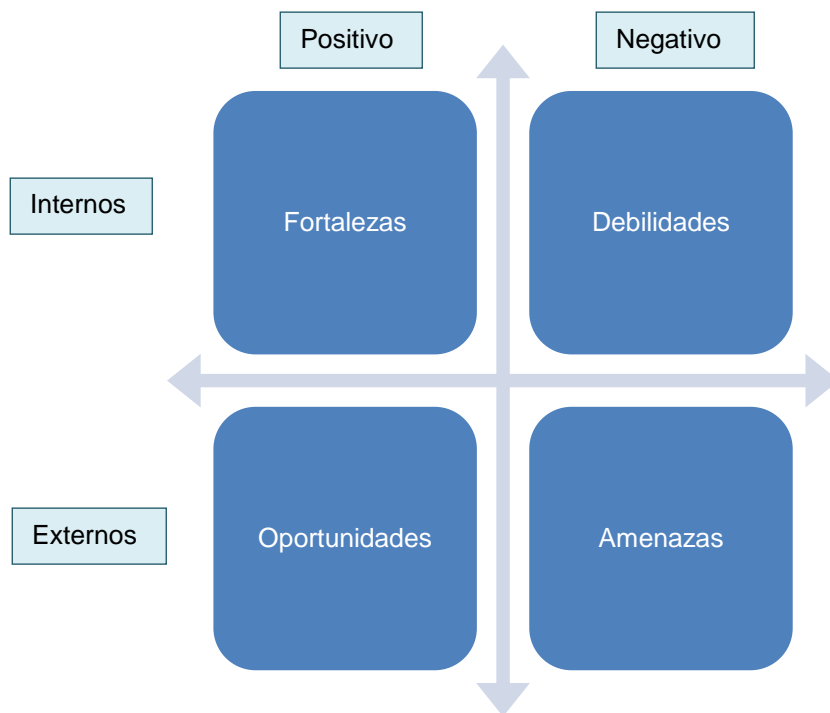 Positivo
Negativo
Internos
Fortalezas
Debilidades
Externos
Oportunidades
Amenazas